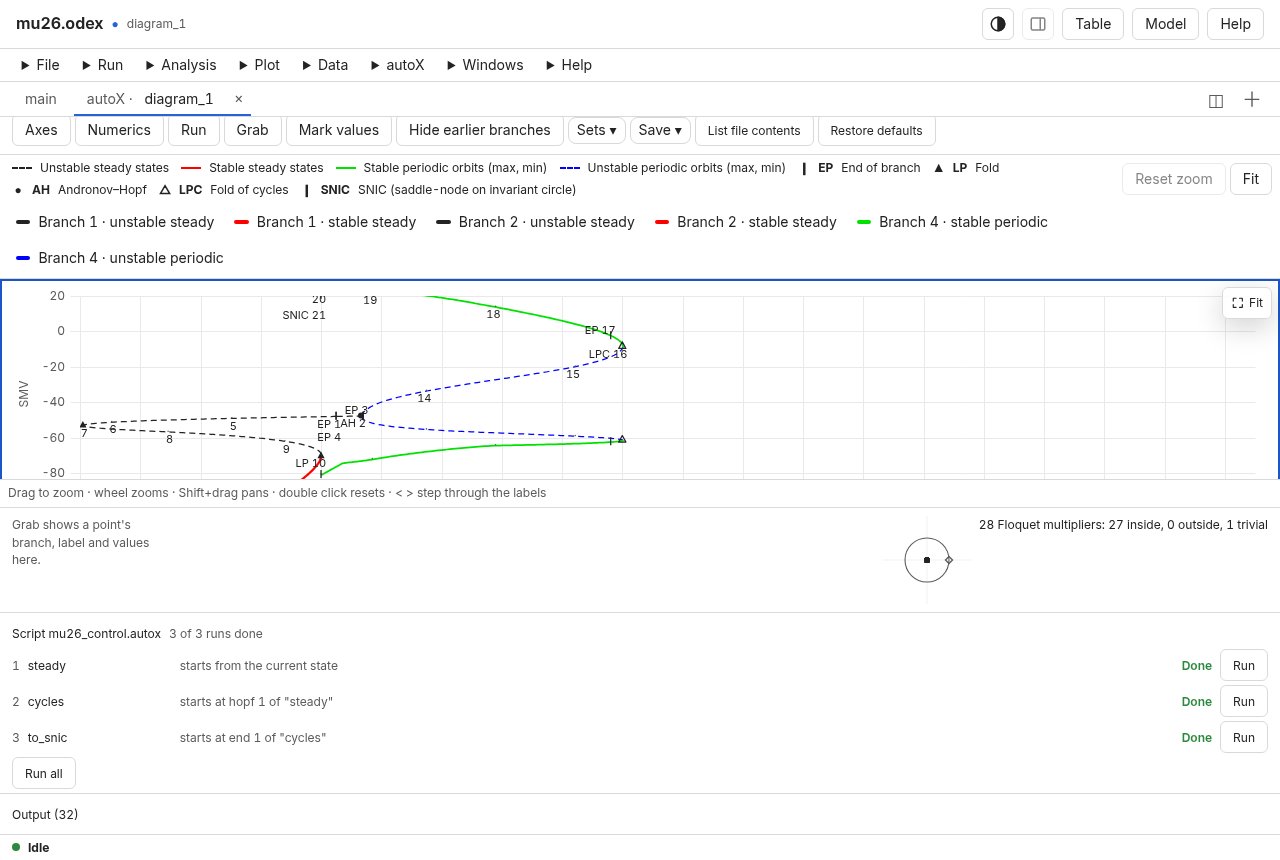 mu26.odex • diagram_1 Table Model Help
File Run Analysis Plot Data autoX Windows Help
main autoX · diagram_1 ×
Axes Numerics Run Grab Mark values Hide earlier branches Sets ▾ Save ▾ List file contents Restore defaults
Unstable steady states Stable steady states Stable periodic orbits (max, min) Unstable periodic orbits (max, min) EP End of branch LP Fold
AH Andronov–Hopf LPC Fold of cycles SNIC SNIC (saddle-node on invariant circle)
Reset zoom Fit
Branch 1 · unstable steady Branch 1 · stable steady Branch 2 · unstable steady Branch 2 · stable steady Branch 4 · stable periodic
Branch 4 · unstable periodic
20
0
-20
-40
-60
-80
SMV
20 19
SNIC 21
18
EP 17
LPC 16
15
14
EP 3
EP 1 AH 2
EP 4
5
6
7
8
9
LP 10
Fit
Drag to zoom · wheel zooms · Shift+drag pans · double click resets · < > step through the labels
Grab shows a point's
branch, label and values
here.
28 Floquet multipliers: 27 inside, 0 outside, 1 trivial
Script mu26_control.autox 3 of 3 runs done
1 steady starts from the current state Done Run
2 cycles starts at hopf 1 of "steady" Done Run
3 to_snic starts at end 1 of "cycles" Done Run
Run all
Output (32)
Idle